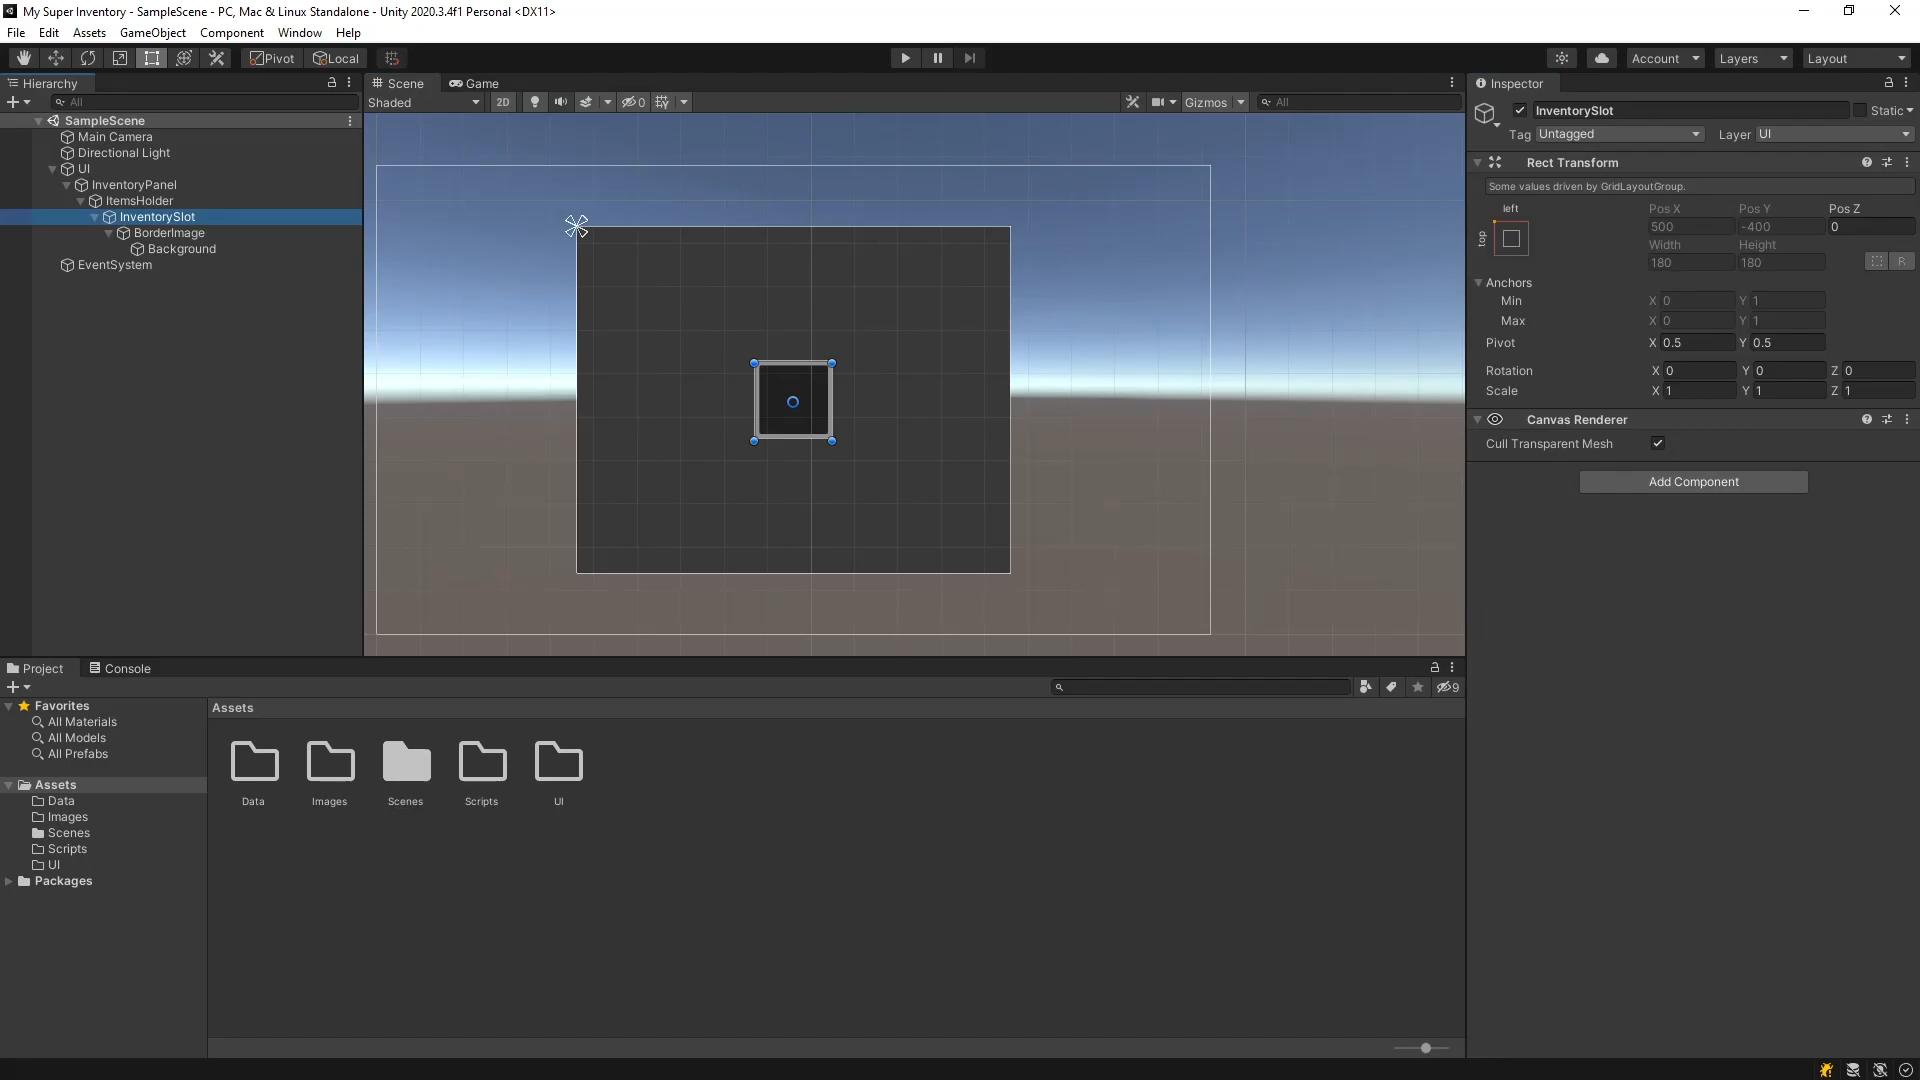 My Super Inventory - SampleScene - PC, Mac & Linux Standalone - Unity 2020.3.4f1 Personal <DX11>
File Edit Assets GameObject Component Window Help
Pivot Local Account Layers Layout
Hierarchy
All
SampleScene
Main Camera
Directional Light
UI
InventoryPanel
ItemsHolder
InventorySlot
BorderImage
Background
EventSystem
Scene Game
Shaded 2D 0 Gizmos All
Inspector
InventorySlot Static
Tag Untagged Layer UI
Rect Transform
Some values driven by GridLayoutGroup.
left Pos X Pos Y Pos Z
top 500 -400 0
Width Height
180 180 R
Anchors
Min X 0 Y 1
Max X 0 Y 1
Pivot X 0.5 Y 0.5
Rotation X 0 Y 0 Z 0
Scale X 1 Y 1 Z 1
Canvas Renderer
Cull Transparent Mesh
Add Component
Project Console
9
Favorites
All Materials
All Models
All Prefabs
Assets
Data
Images
Scenes
Scripts
UI
Packages
Assets
Data Images Scenes Scripts UI